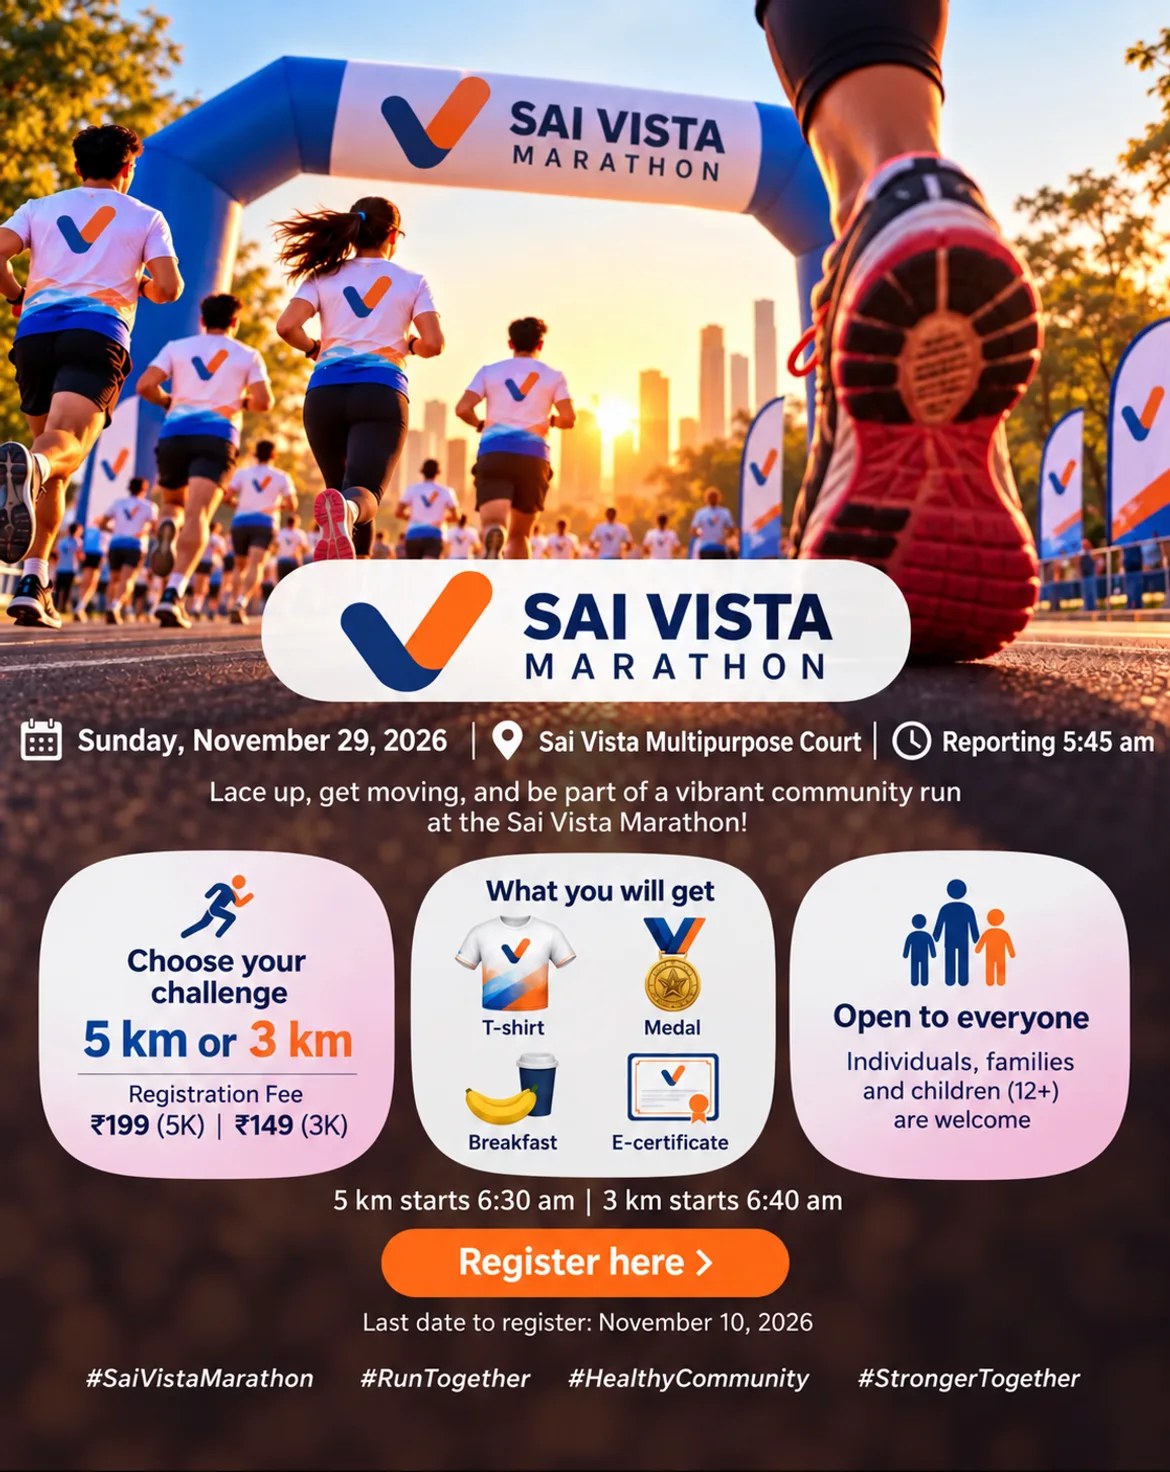 SAI VISTA
MARATHON
SAI VISTA
MARATHON
Sunday, November 29, 2026 | Sai Vista Multipurpose Court | Reporting 5:45 am
Lace up, get moving, and be part of a vibrant community run
at the Sai Vista Marathon!
Choose your
challenge
5 km or 3 km
Registration Fee
₹199 (5K) | ₹149 (3K)
What you will get
T-shirt
Medal
Breakfast
E-certificate
Open to everyone
Individuals, families
and children (12+)
are welcome
5 km starts 6:30 am | 3 km starts 6:40 am
Register here >
Last date to register: November 10, 2026
#SaiVistaMarathon #RunTogether #HealthyCommunity #StrongerTogether